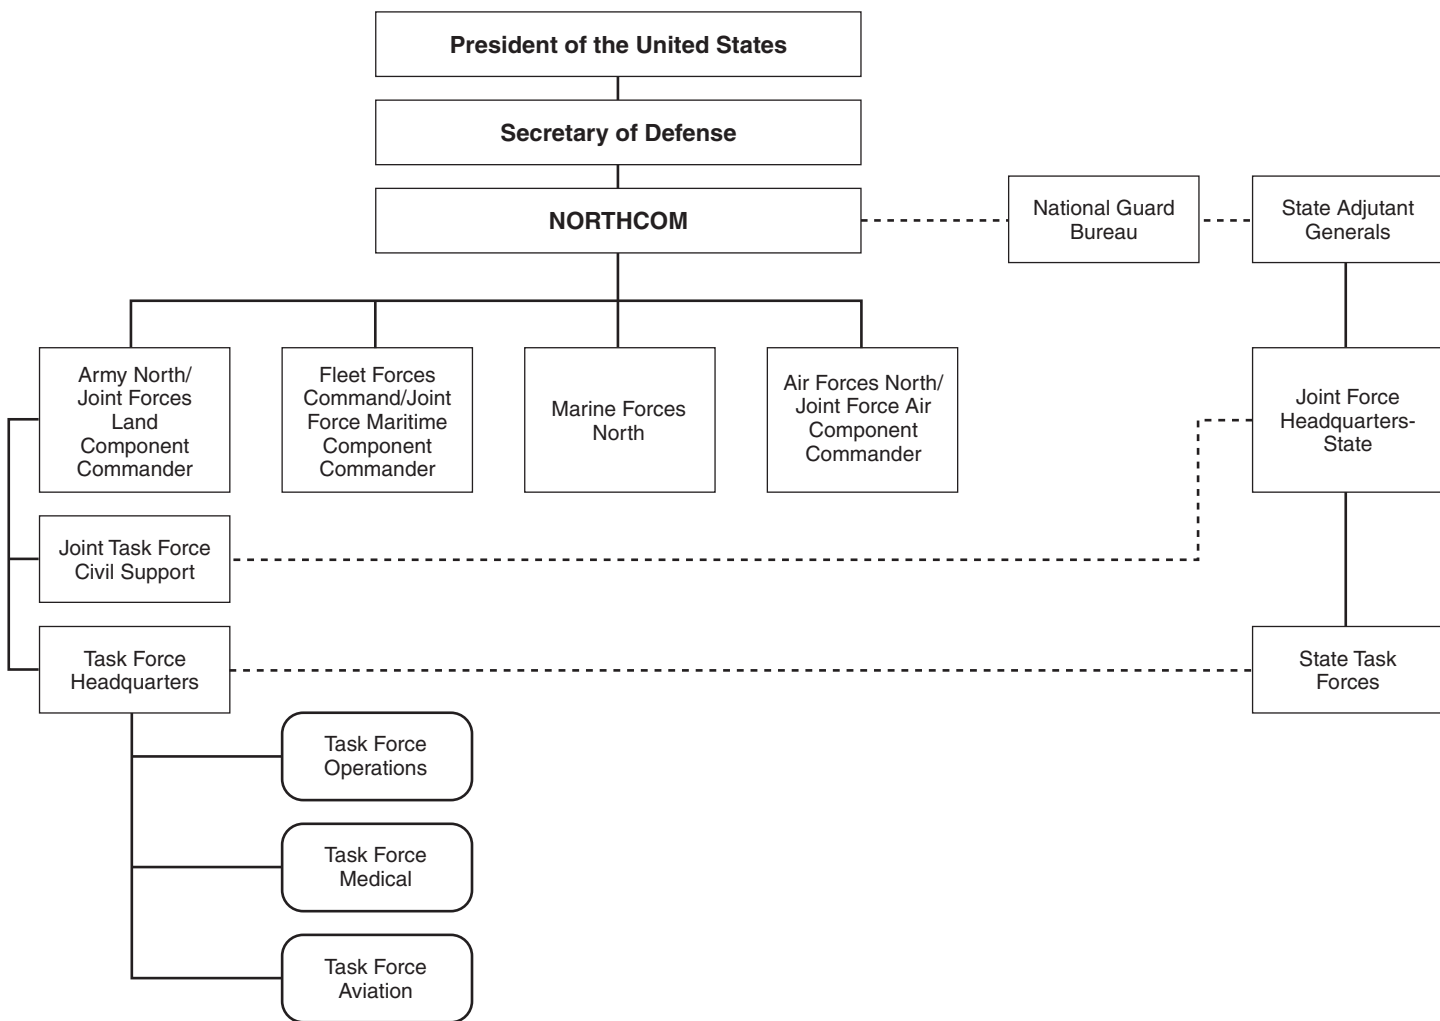 President of the United States
Secretary of Defense
NORTHCOM
National Guard
Bureau
State Adjutant
Generals
Army North/
Joint Forces
Land
Component
Commander
Fleet Forces
Command/Joint
Force Maritime
Component
Commander
Marine Forces
North
Air Forces North/
Joint Force Air
Component
Commander
Joint Force
Headquarters-
State
Joint Task Force
Civil Support
Task Force
Headquarters
State Task
Forces
Task Force
Operations
Task Force
Medical
Task Force
Aviation